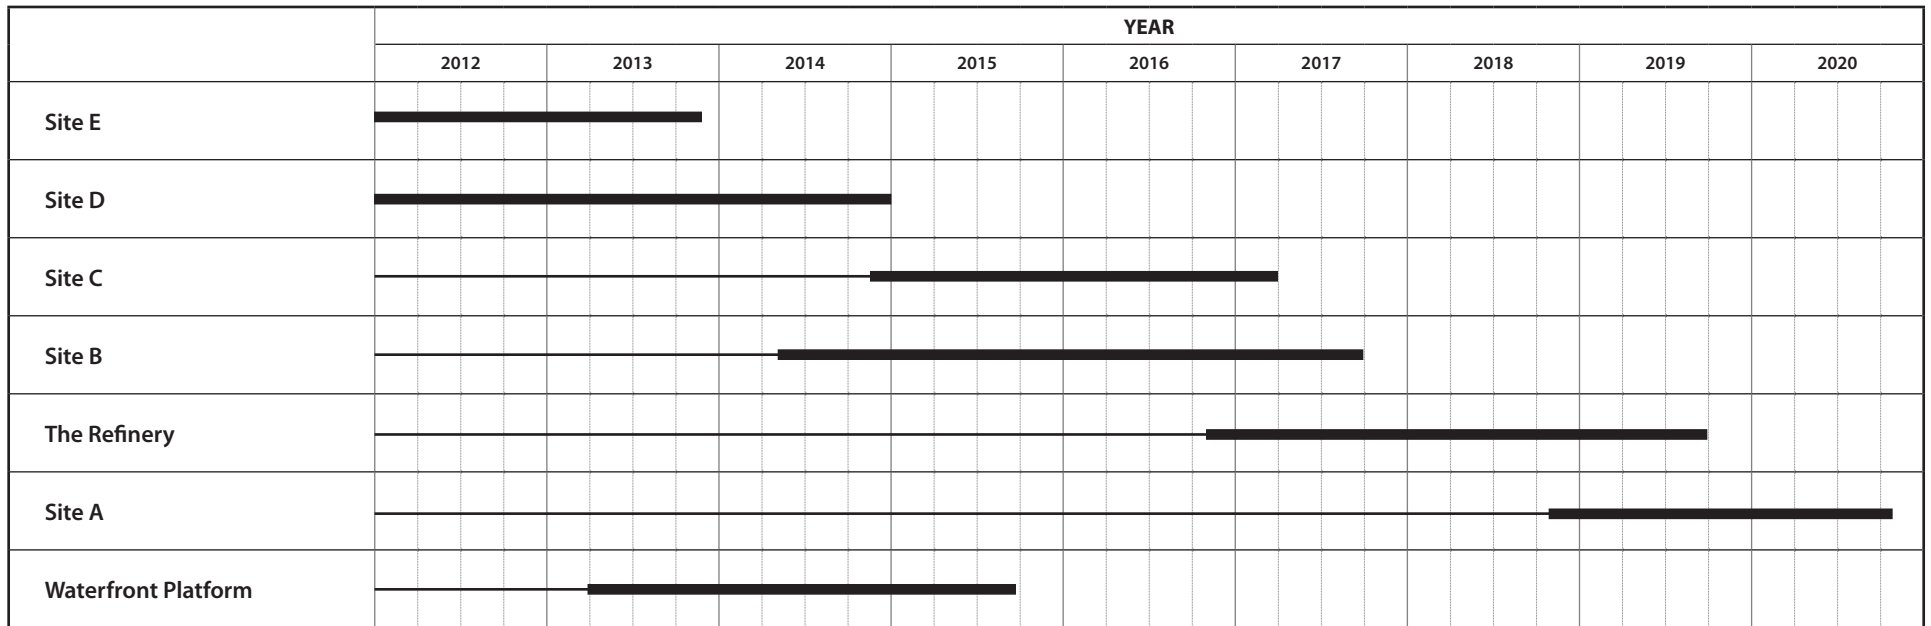 YEAR
2012 2013 2014 2015 2016 2017 2018 2019 2020
Site E
Site D
Site C
Site B
The Refinery
Site A
Waterfront Platform